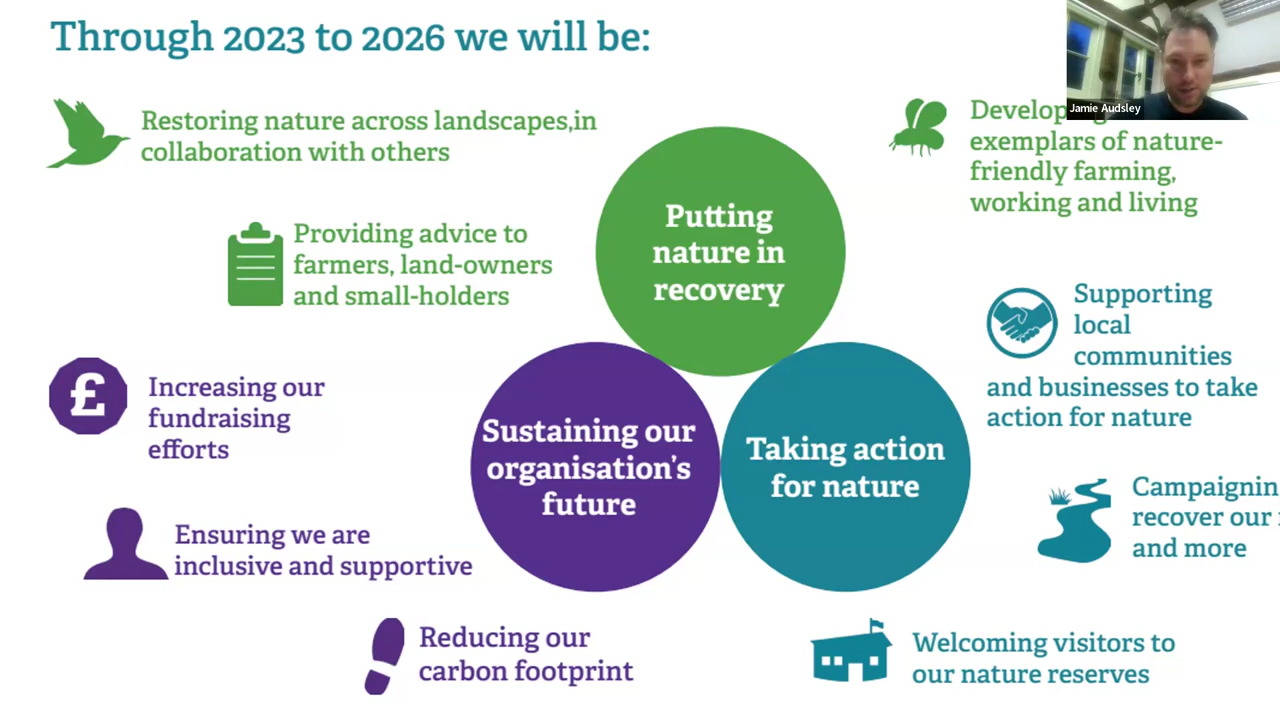 Through 2023 to 2026 we will be:
Jamie Audsley
Restoring nature across landscapes,in
collaboration with others
exemplars of nature-
friendly farming,
working and living
Putting
nature in
recovery
Providing advice to
farmers, land-owners
and small-holders
Supporting
local
communities
and businesses to take
action for nature
£
Increasing our
fundraising
efforts
Sustaining our
organisation's
future
Taking action
for nature
recover our
and more
Ensuring we are
inclusive and supportive
Reducing our
carbon footprint
Welcoming visitors to
our nature reserves